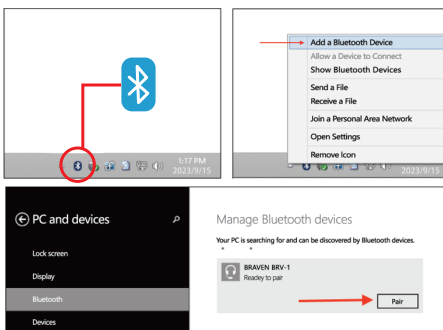 1:17 PM
2023/9/15
Add a Bluetooth Device
Allow a Device to Connect
Show Bluetooth Devices
Send a File
Receive a File
Join a Personal Area Network
Open Settings
Remove Icon
2023/9/15
PC and devices
Lock screen
Display
Bluetooth
Devices
Manage Bluetooth devices
Your PC is searching for and can be discovered by Bluetooth devices.
BRAVEN BRV-1
Readey to pair
Pair